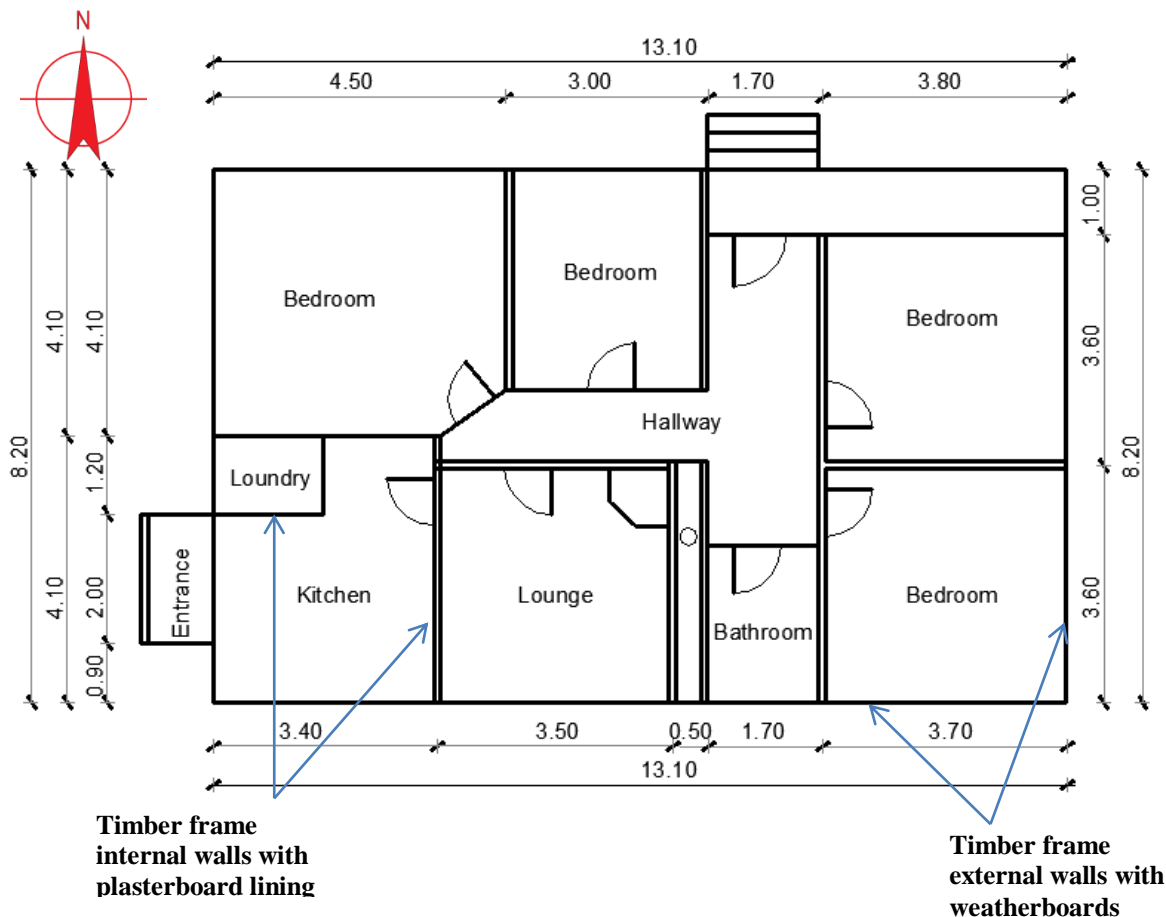 N
13.10
4.50 3.00 1.70 3.80
8.20
4.10
4.10
4.10
1.20
2.00
0.90
1.00
3.60
3.60
8.20
Bedroom
Bedroom
Bedroom
Hallway
Loundry
Entrance
Kitchen
Lounge
Bathroom
Bedroom
3.40 3.50 0.50 1.70 3.70
13.10
Timber frame
internal walls with
plasterboard lining
Timber frame
external walls with
weatherboards